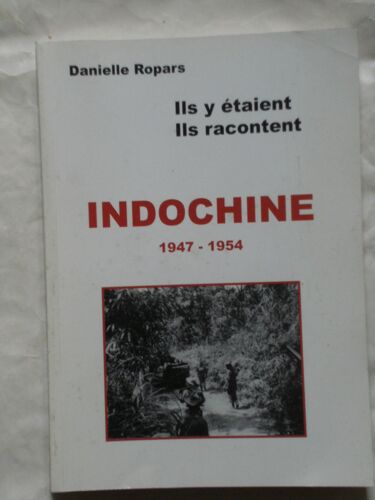 Danielle Ropars
Ils y étaient
Ils racontent
INDOCHINE
1947 - 1954